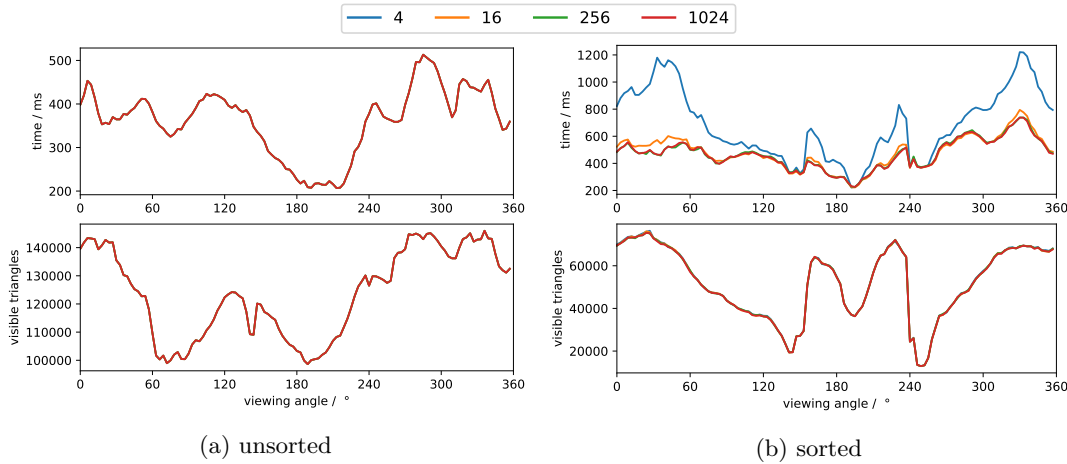 4 16 256 1024
500
400
300
200
time / ms
0 60 120 180 240 300 360
140000
130000
120000
110000
100000
visible triangles
0 60 120 180 240 300 360
viewing angle / °
(a) unsorted
1200
1000
800
600
400
200
time / ms
0 60 120 180 240 300 360
60000
40000
20000
visible triangles
0 60 120 180 240 300 360
viewing angle / °
(b) sorted